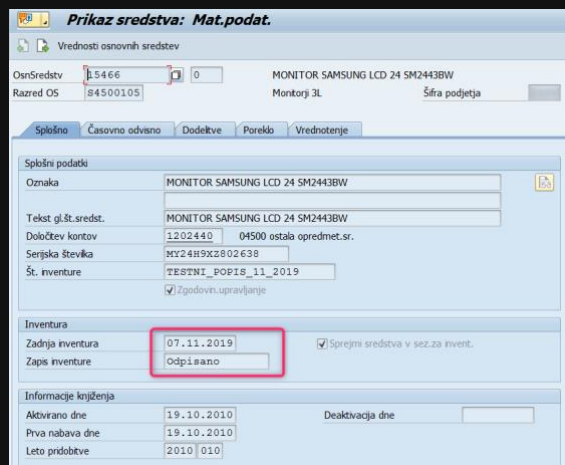 Prikaz sredstva: Mat.podat.
Vrednosti osnovnih sredstev
OsnSredstv 15466 0 MONITOR SAMSUNG LCD 24 SM2443BW
Razred OS 84500105 Monitorji 3L Šifra podjetja
Splošno Časovno odvisno Dodelitve Poreklo Vrednotenje
Splošni podatki
Oznaka MONITOR SAMSUNG LCD 24 SM2443BW
Tekst gl.št.sredst. MONITOR SAMSUNG LCD 24 SM2443BW
Določitev kontov 1202440 04500 ostala opredmet.sr.
Serijska številka MY24H9XZ802638
Št. inventure TESTNI_POPIS_11_2019
Zgodovin.upravljanje
Inventura
Zadnja inventura 07.11.2019 Sprejmi sredstva v sez.za invent.
Zapis inventure Odpisano
Informacije knjiženja
Aktivirano dne 19.10.2010 Deaktivacija dne
Prva nabava dne 19.10.2010
Leto pridobitve 2010 010